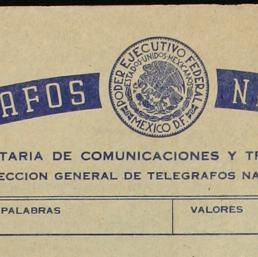 AFOS N
PODER EJECUTIVO FEDERAL
ESTADOS UNIDOS MEXICANOS
MEXICO D.F.
TARIA DE COMUNICACIONES Y TR
ECCION GENERAL DE TELEGRAFOS NA
PALABRAS VALORES